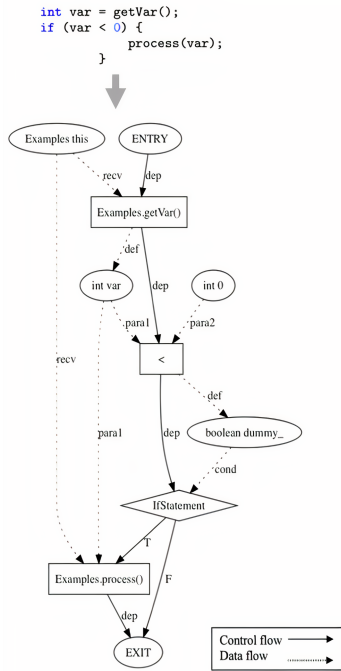 int var = getVar();
if (var < 0) {
process(var);
}
Examples this
ENTRY
recv
dep
Examples.getVar()
def
int var
dep
int 0
para1
para2
<
recv
def
para1
dep
boolean dummy_
cond
IfStatement
T
F
Examples.process()
dep
EXIT
Control flow
Data flow